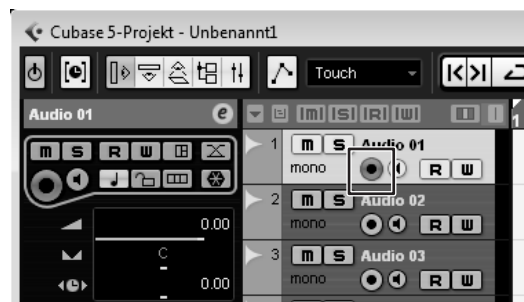 Cubase 5-Projekt - Unbenannt1
Touch
Audio 01 e m S R W 1
m S R W 1 m S Audio 01
mono R W
0.00 2 m S Audio 02
mono R W
C 3 m S Audio 03
0.00 mono R W